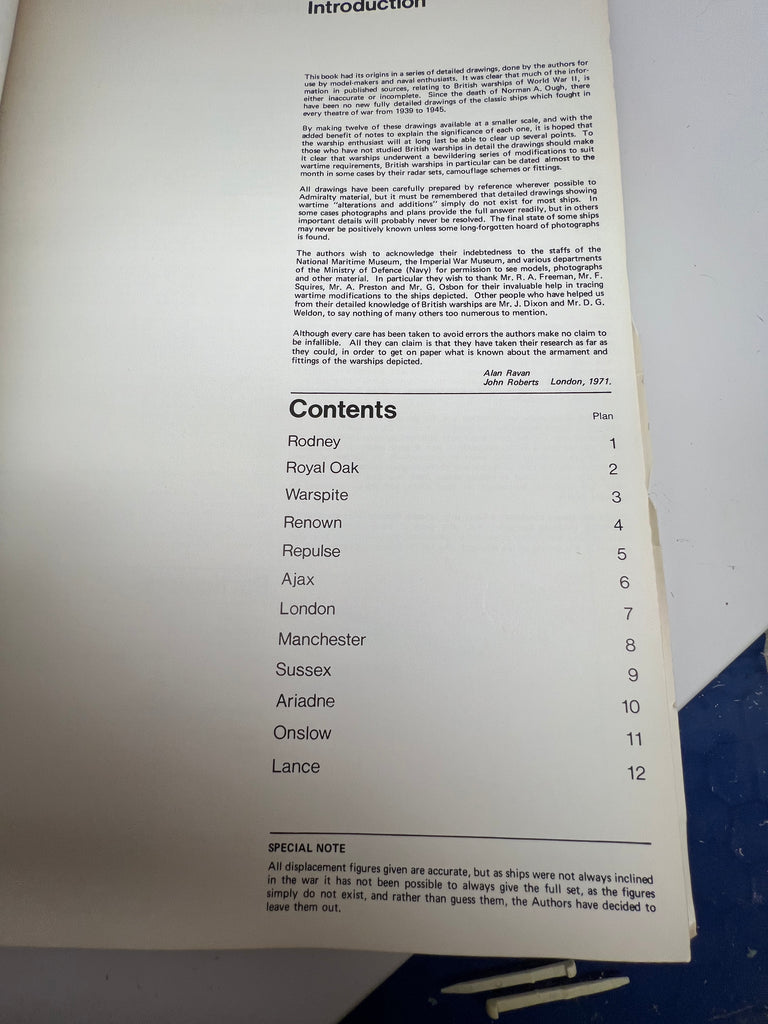 Introduction
This book had its origins in a series of detailed drawings, done by the authors for
use by model-makers and naval enthusiasts. It was clear that much of the infor-
mation in published sources, relating to British warships of World War II, is
either inaccurate or incomplete. Since the death of Norman A. Ough, there
have been no new fully detailed drawings of the classic ships which fought in
every theatre of war from 1939 to 1945.
By making twelve of these drawings available at a smaller scale, and with the
added benefit of notes to explain the significance of each one, it is hoped that
the warship enthusiast will at long last be able to clear up several points. To
those who have not studied British warships in detail the drawings should make
it clear that warships underwent a bewildering series of modifications to suit
wartime requirements, British warships in particular can be dated almost to the
month in some cases by their radar sets, camouflage schemes or fittings.
All drawings have been carefully prepared by reference wherever possible to
Admiralty material, but it must be remembered that detailed drawings showing
wartime "alterations and additions" simply do not exist for most ships. In
some cases photographs and plans provide the full answer readily, but in others
important details will probably never be resolved. The final state of some ships
may never be positively known unless some long-forgotten hoard of photographs
is found.
The authors wish to acknowledge their indebtedness to the staffs of the
National Maritime Museum, the Imperial War Museum, and various departments
of the Ministry of Defence (Navy) for permission to see models, photographs
and other material. In particular they wish to thank Mr. R. A. Freeman, Mr. F.
Squires, Mr. A. Preston and Mr. G. Osbon for their invaluable help in tracing
wartime modifications to the ships depicted. Other people who have helped us
from their detailed knowledge of British warships are Mr. J. Dixon and Mr. D. G.
Weldon, to say nothing of many others too numerous to mention.
Although every care has been taken to avoid errors the authors make no claim to
be infallible. All they can claim is that they have taken their research as far as
they could, in order to get on paper what is known about the armament and
fittings of the warships depicted.
Alan Ravan
John Roberts London, 1971.
Contents Plan
Rodney 1
Royal Oak 2
Warspite 3
Renown 4
Repulse 5
Ajax 6
London 7
Manchester 8
Sussex 9
Ariadne 10
Onslow 11
Lance 12
SPECIAL NOTE
All displacement figures given are accurate, but as ships were not always inclined
in the war it has not been possible to always give the full set, as the figures
simply do not exist, and rather than guess them, the Authors have decided to
leave them out.